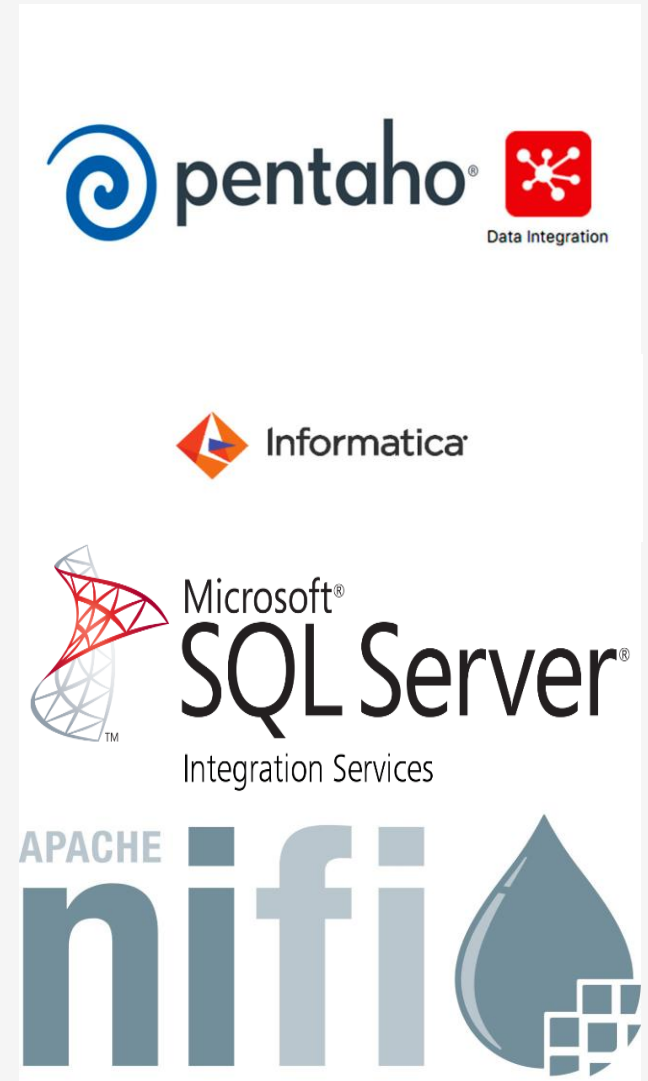 pentaho®
Data Integration
Informatica
Microsoft®
SQL Server®
TM
Integration Services
APACHE
nifi